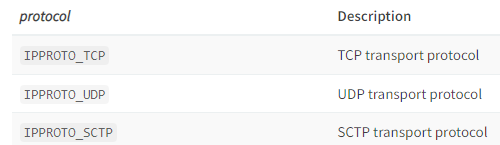 protocol Description
IPPROTO_TCP TCP transport protocol
IPPROTO_UDP UDP transport protocol
IPPROTO_SCTP SCTP transport protocol